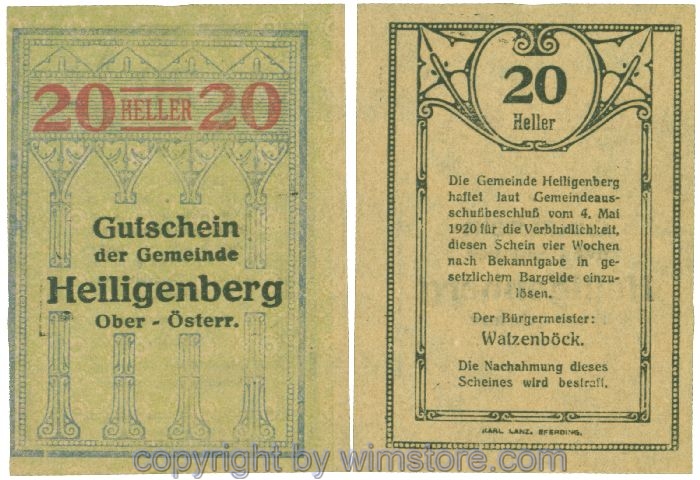 20 HELLER 20
Gutschein
der Gemeinde
Heiligenberg
Ober - Österr.
20
Heller
Die Gemeinde Heiligenberg
haftet laut Gemeindeaus-
schußbeschluß vom 4. Mai
1920 für die Verbindlichkeit,
diesen Schein vier Wochen
nach Bekanntgabe in ge-
setzlichem Bargelde einzu-
lösen.
Der Bürgermeister:
Watzenböck.
Die Nachahmung dieses
Scheines wird bestraft.
KARL LANZ, EFERDING.
copyright by wimstore.com